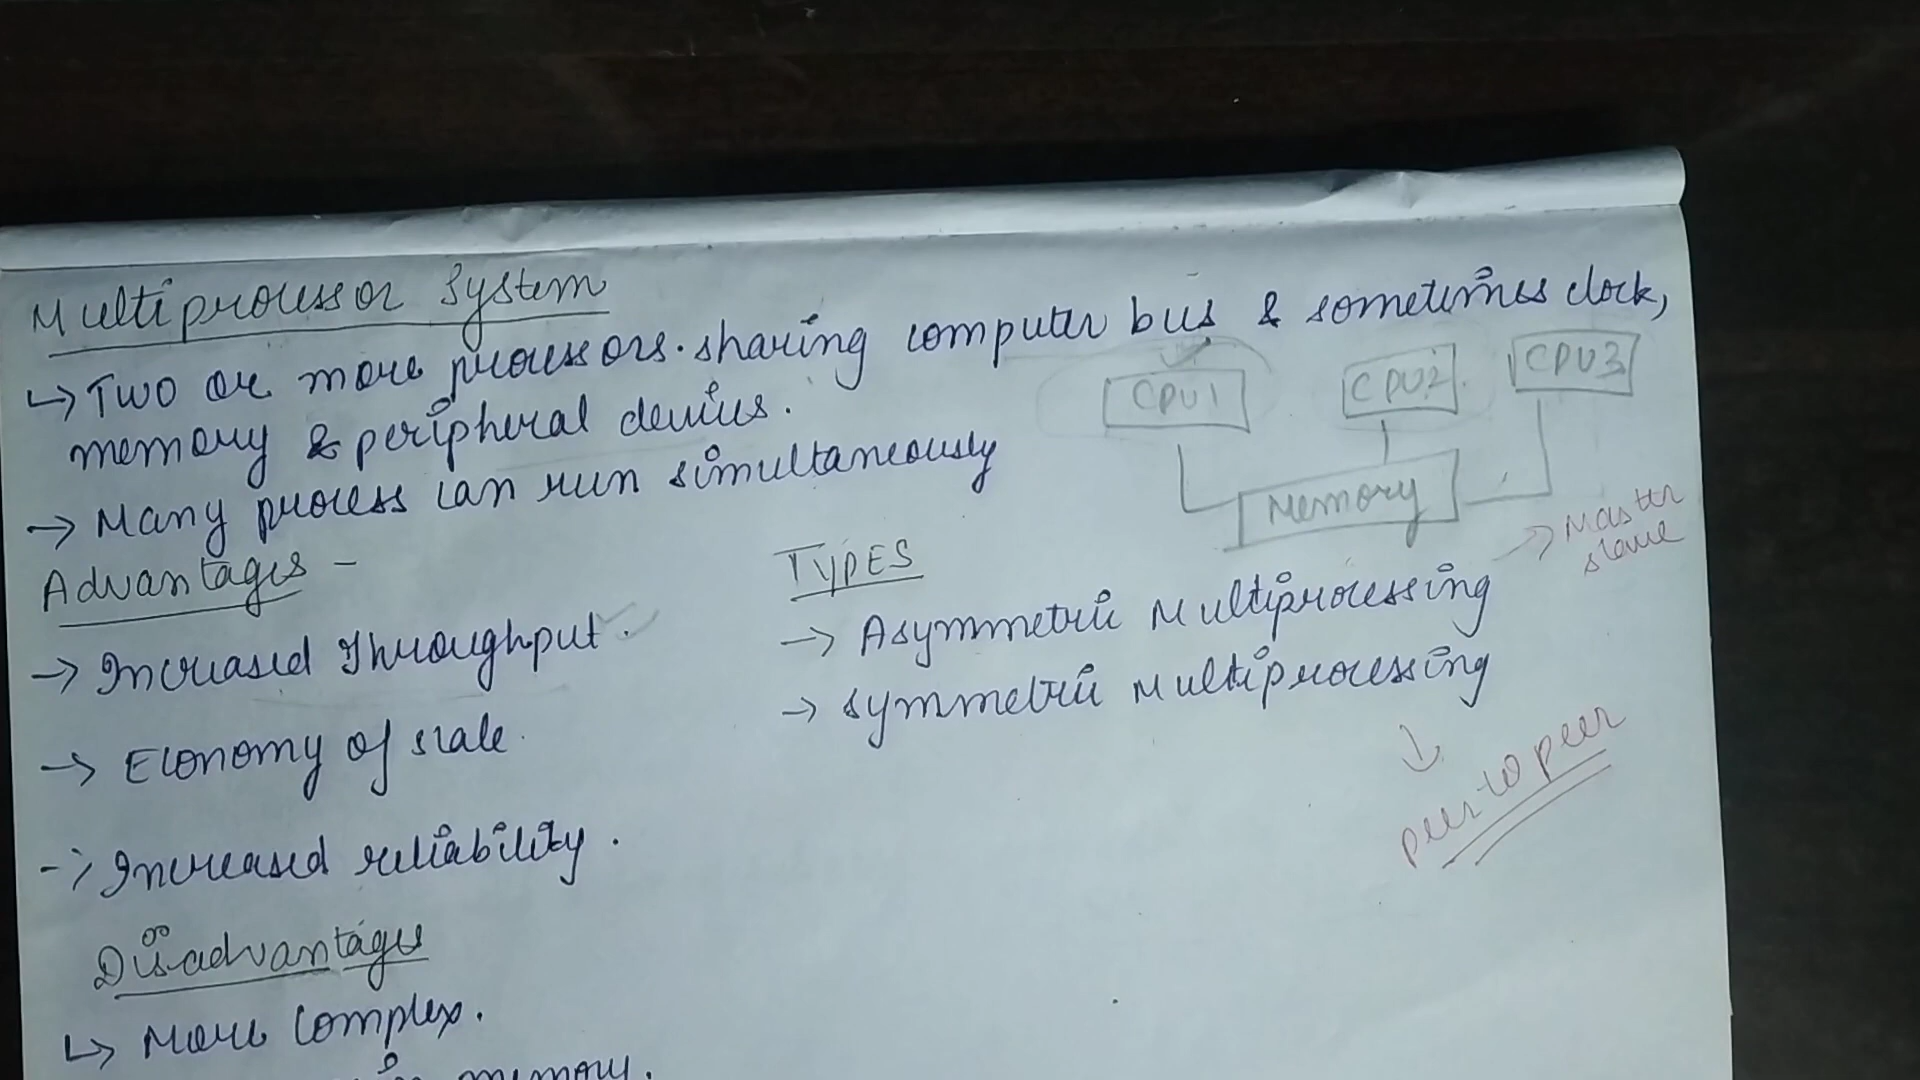 Multiprocessor System
↳ Two or more processors. sharing computer bus & sometimes clock,
memory & peripheral devices.
→ Many process can run simultaneously
CPU1
CPU2
CPU3
Memory
Advantages -
→ Increased Throughput.
→ Economy of scale.
→ Increased reliability.
TYPES
→ Asymmetric Multiprocessing
→ Master
slave
→ Symmetric Multiprocessing
↓
peer to peer
Disadvantages
↳ More Complex.
memory.